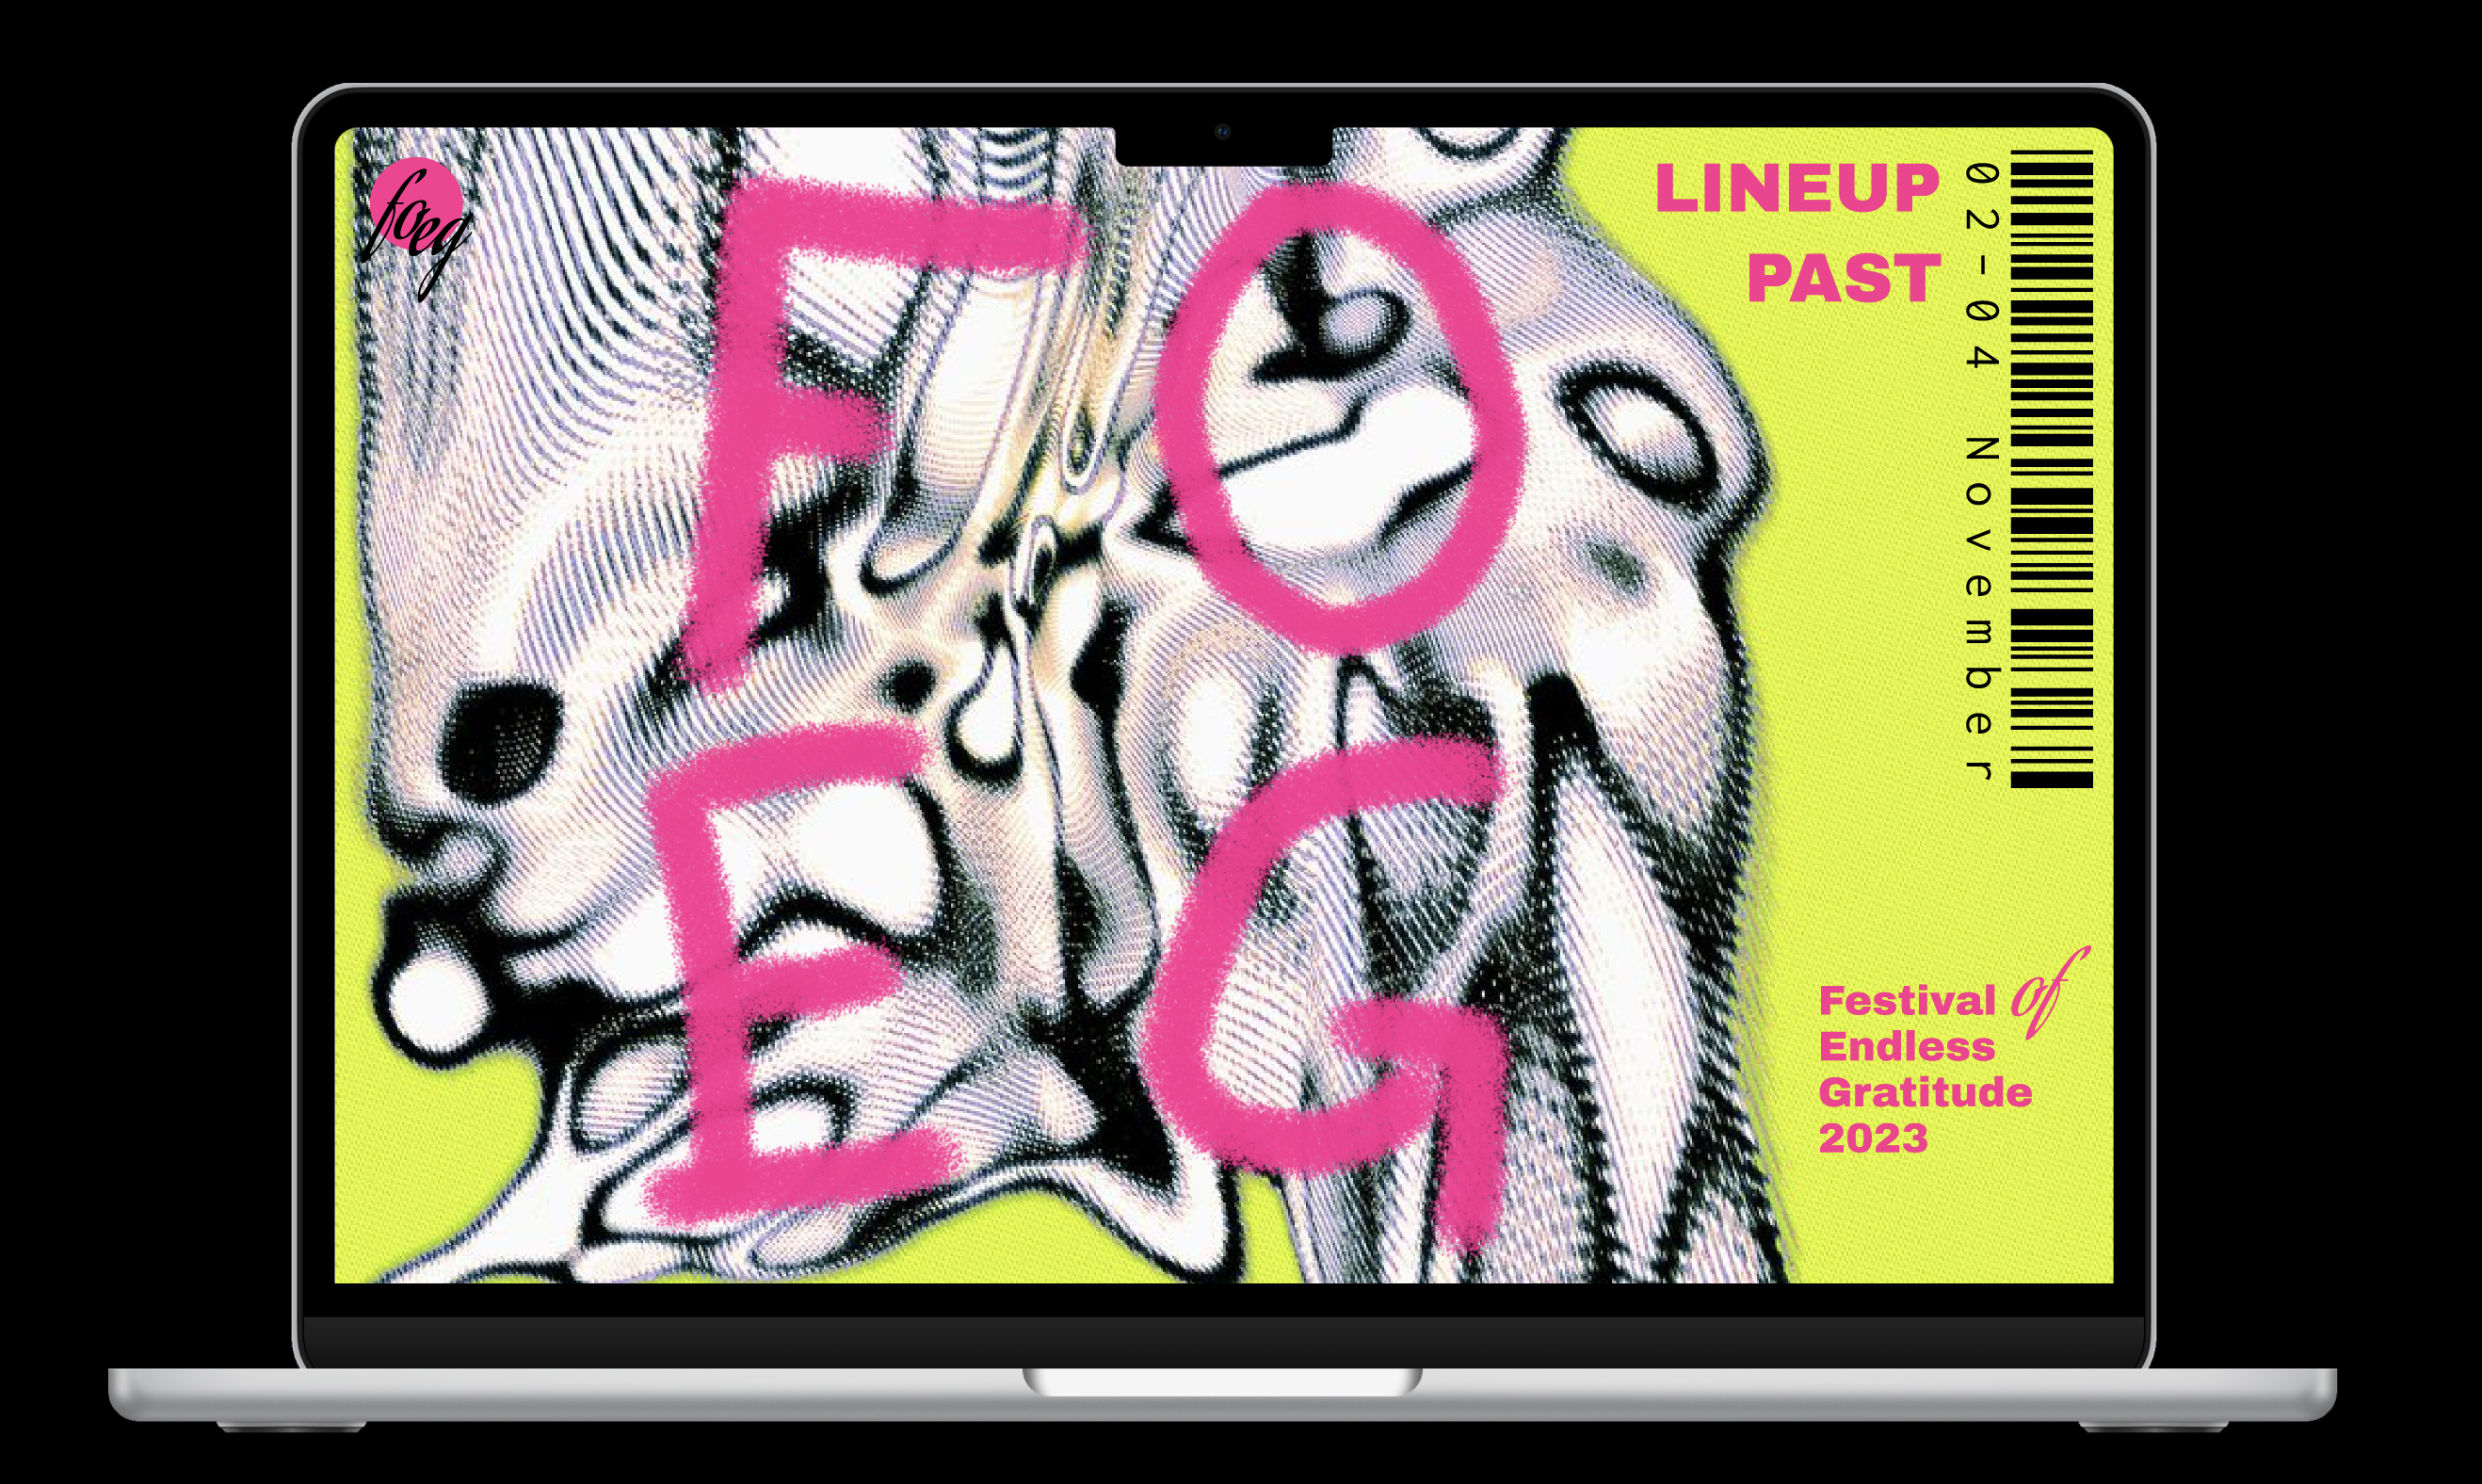 foeg
FO
EG
LINEUP
PAST
02-04 November
Festival of
Endless
Gratitude
2023